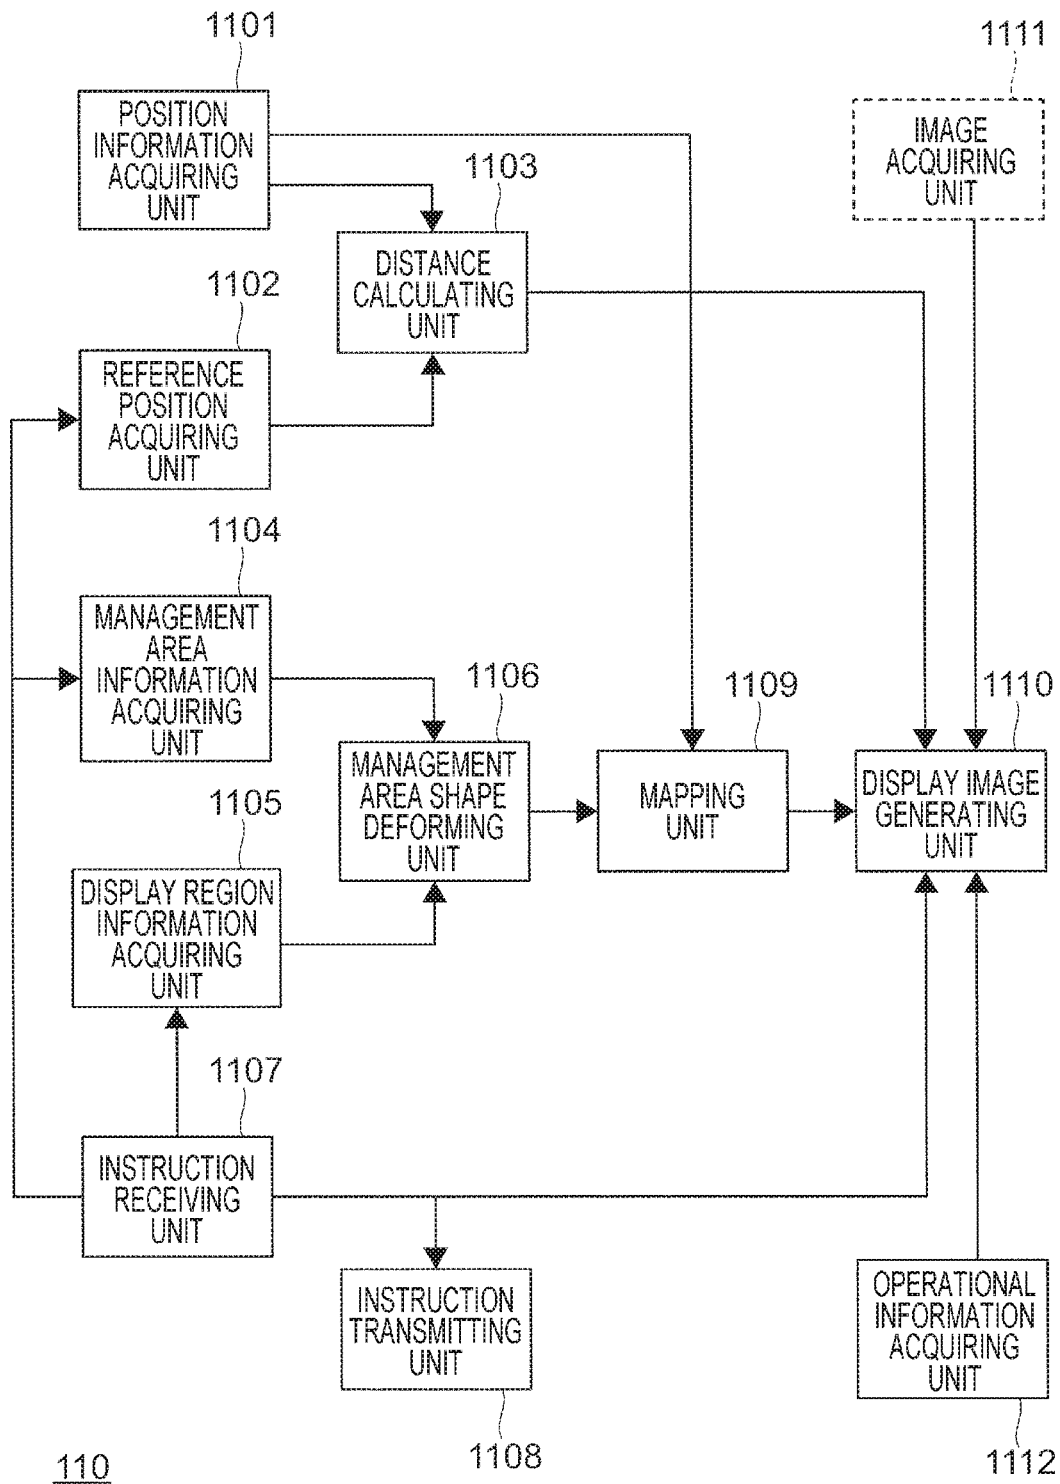 1101
POSITION
INFORMATION
ACQUIRING
UNIT
1111
IMAGE
ACQUIRING
UNIT
1103
DISTANCE
CALCULATING
UNIT
1102
REFERENCE
POSITION
ACQUIRING
UNIT
1104
MANAGEMENT
AREA
INFORMATION
ACQUIRING
UNIT
1106
MANAGEMENT
AREA SHAPE
DEFORMING
UNIT
1109
MAPPING
UNIT
1110
DISPLAY IMAGE
GENERATING
UNIT
1105
DISPLAY REGION
INFORMATION
ACQUIRING
UNIT
1107
INSTRUCTION
RECEIVING
UNIT
INSTRUCTION
TRANSMITTING
UNIT
1108
OPERATIONAL
INFORMATION
ACQUIRING
UNIT
1112
110